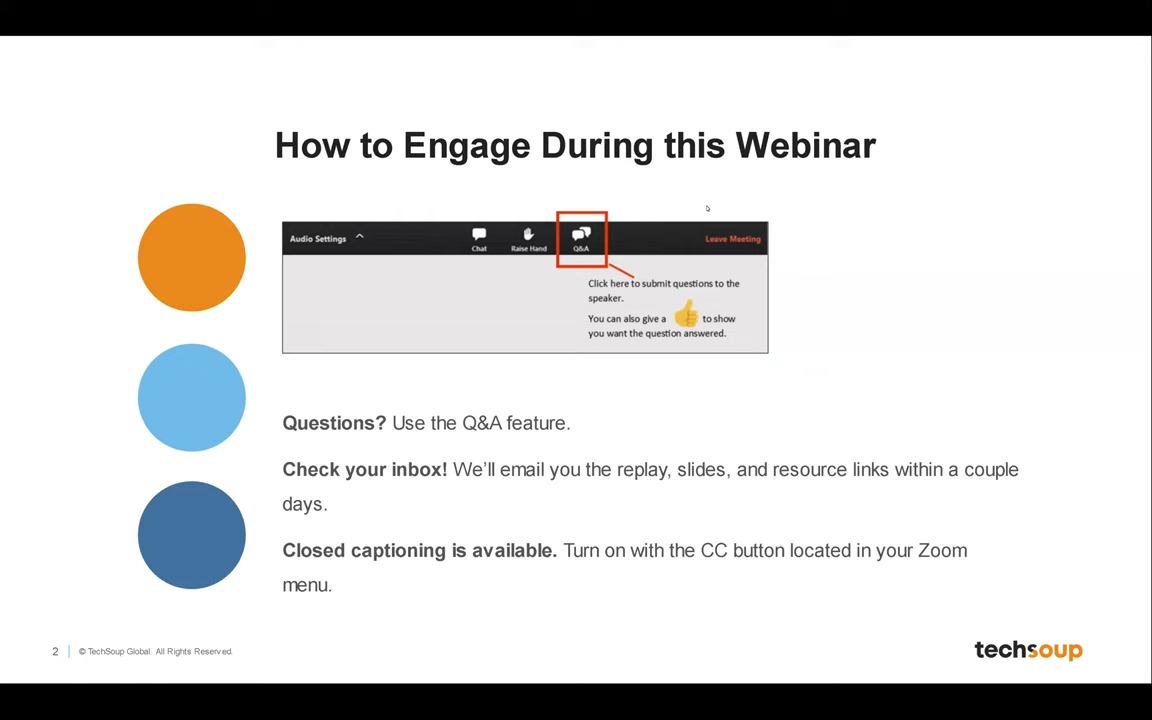 How to Engage During this Webinar
Audio Settings
Chat
Raise Hand
Q&A
Leave Meeting
Click here to submit questions to the
speaker.
You can also give a 👍 to show
you want the question answered.
Questions? Use the Q&A feature.
Check your inbox! We’ll email you the replay, slides, and resource links within a couple
days.
Closed captioning is available. Turn on with the CC button located in your Zoom
menu.
2
© TechSoup Global. All Rights Reserved.
techsoup